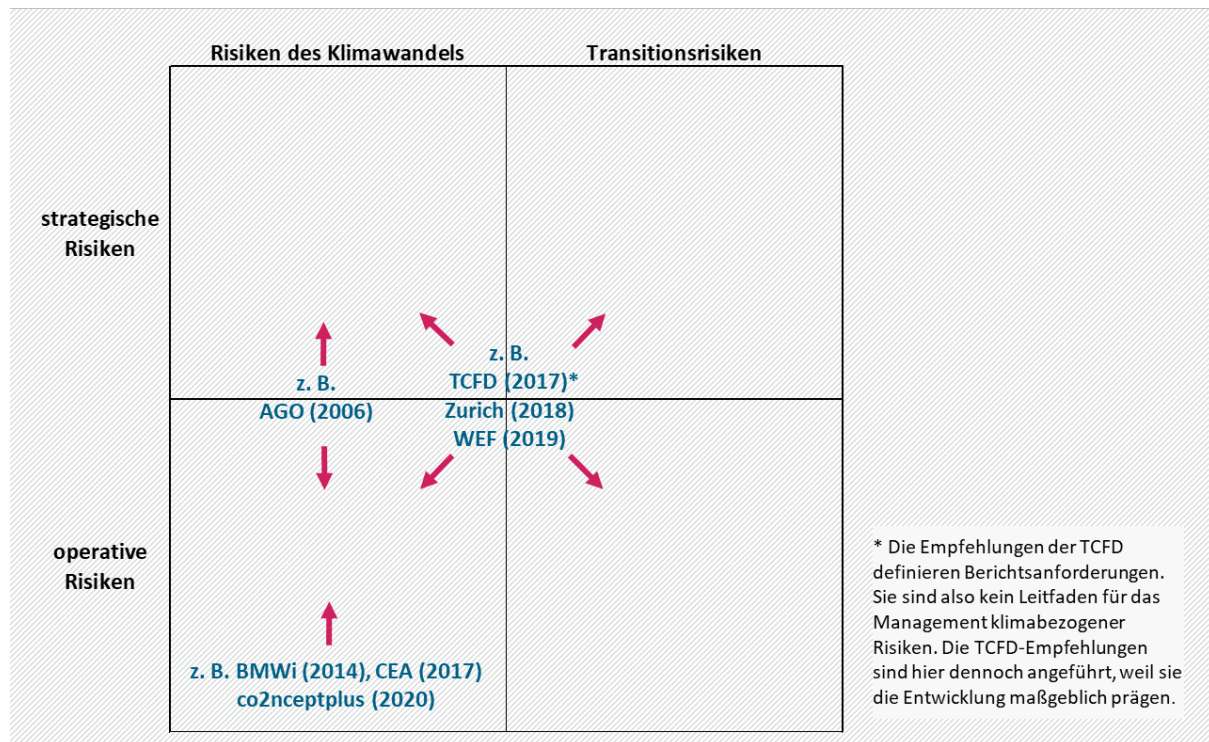 Risiken des Klimawandels
Transitionsrisiken
strategische
Risiken
z. B.
AGO (2006)
z. B.
TCFD (2017)*
Zurich (2018)
WEF (2019)
operative
Risiken
z. B. BMWi (2014), CEA (2017)
co2nceptplus (2020)
* Die Empfehlungen der TCFD
definieren Berichtsanforderungen.
Sie sind also kein Leitfaden für das
Management klimabezogener
Risiken. Die TCFD-Empfehlungen
sind hier dennoch angeführt, weil sie
die Entwicklung maßgeblich prägen.